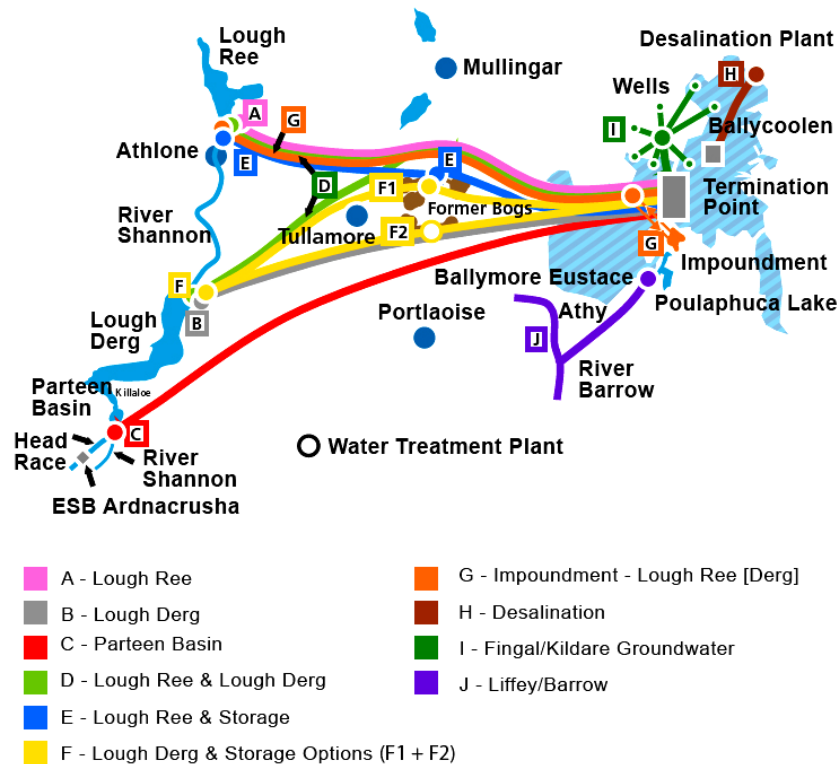 Lough
Ree
Desalination Plant
Mullingar
H
Wells
A
G
I
Ballycoolen
Athlone
E
E
D
F1
Termination
Point
River
Shannon
Former Bogs
Tullamore
F2
G
Impoundment
F
Ballymore Eustace
Poulaphuca Lake
B
Lough
Derg
Portlaoise
Athy
J
River
Barrow
Parteen
Basin
Killaloe
C
Head
Race
River
Shannon
Water Treatment Plant
ESB Ardnacrusha
A - Lough Ree
B - Lough Derg
C - Parteen Basin
D - Lough Ree & Lough Derg
E - Lough Ree & Storage
F - Lough Derg & Storage Options (F1 + F2)
G - Impoundment - Lough Ree [Derg]
H - Desalination
I - Fingal/Kildare Groundwater
J - Liffey/Barrow